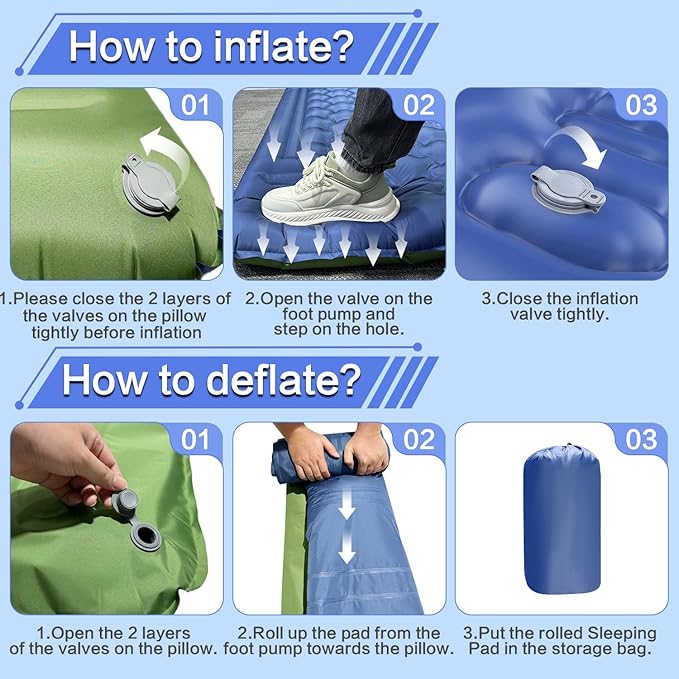 How to inflate?
01
02
03
1.Please close the 2 layers of
the valves on the pillow
tightly before inflation
2.Open the valve on the
foot pump and
step on the hole.
3.Close the inflation
valve tightly.
How to deflate?
01
02
03
1.Open the 2 layers
of the valves on the pillow.
2.Roll up the pad from the
foot pump towards the pillow.
3.Put the rolled Sleeping
Pad in the storage bag.